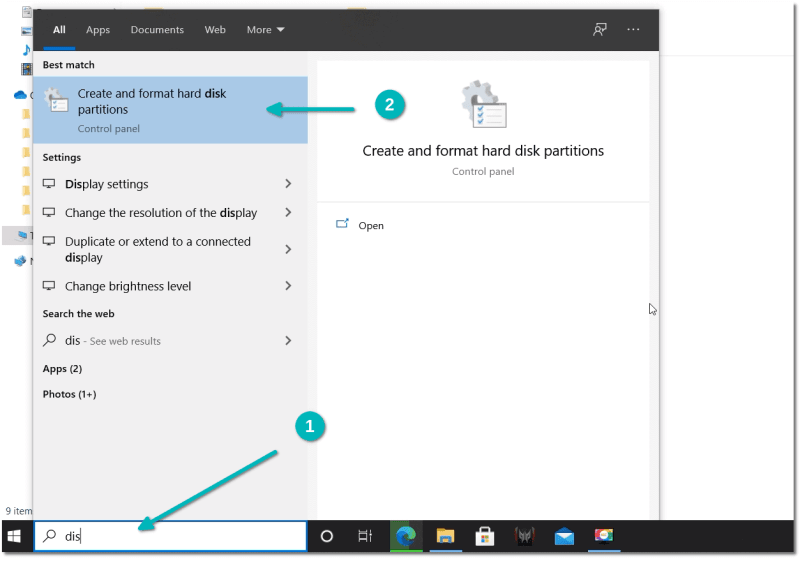 All Apps Documents Web More
Best match
Create and format hard disk
partitions
Control panel
2
Create and format hard disk partitions
Control panel
Open
Settings
Display settings
Change the resolution of the display
Duplicate or extend to a connected
display
Change brightness level
Search the web
dis - See web results
Apps (2)
Photos (1+)
1
9 item
dis